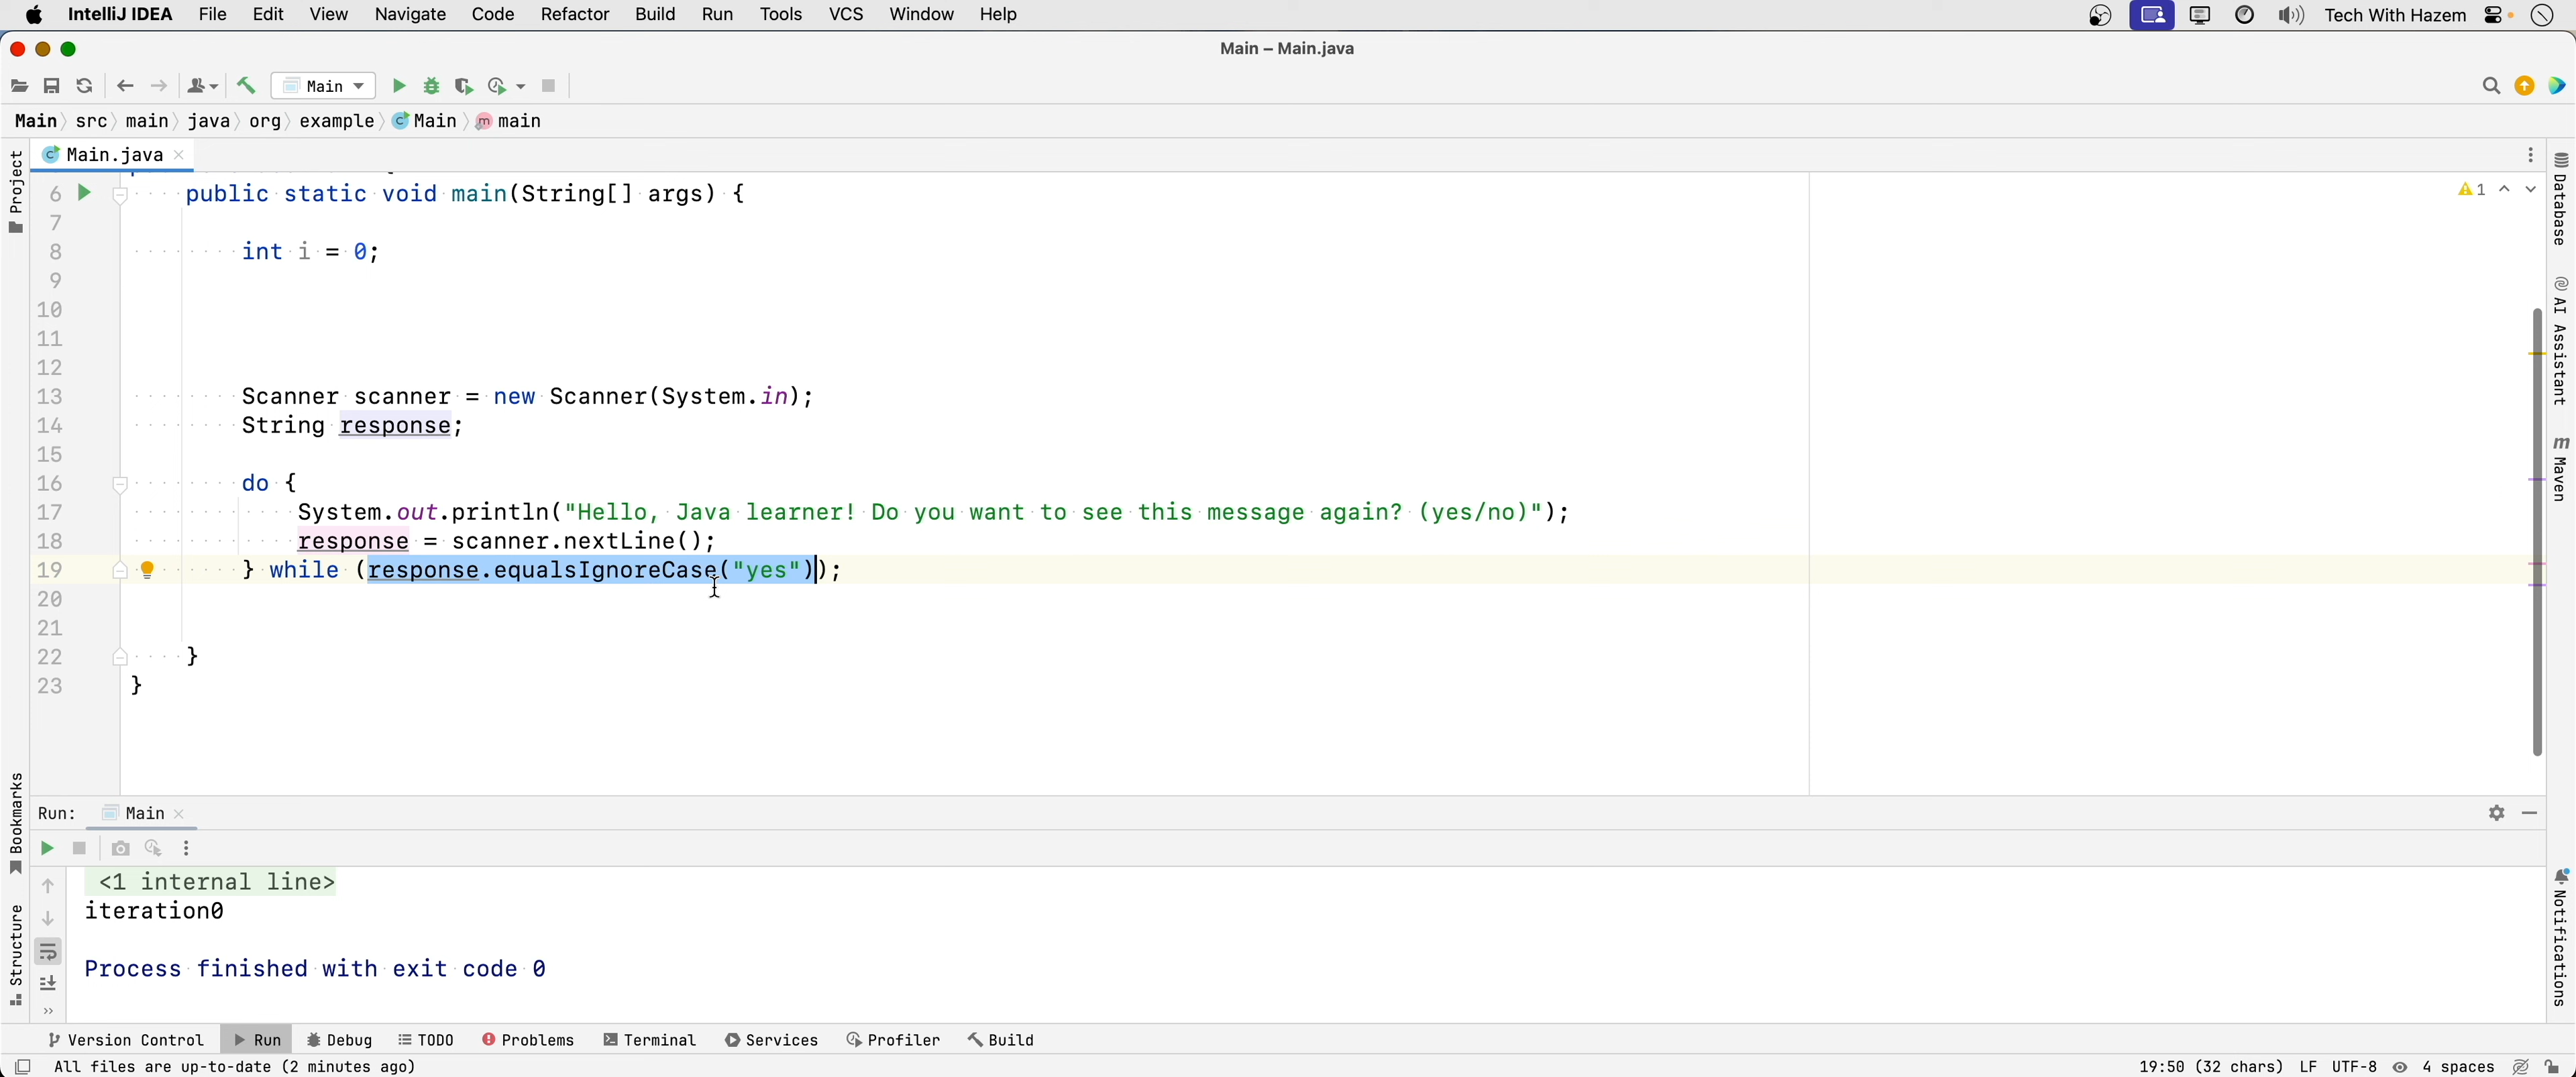 IntelliJ IDEA File Edit View Navigate Code Refactor Build Run Tools VCS Window Help Tech With Hazem
Main – Main.java
Main
Main src main java org example Main main
Project
Main.java
6 public static void main(String[] args) {
1
7
8 int i = 0;
9
10
11
12
13 Scanner scanner = new Scanner(System.in);
14 String response;
15
16 do {
17 System.out.println("Hello, Java learner! Do you want to see this message again? (yes/no)");
18 response = scanner.nextLine();
19 } while (response.equalsIgnoreCase("yes"));
20
21
22 }
23 }
Database
AI Assistant
Maven
Bookmarks
Structure
Notifications
Run: Main
<1 internal line>
iteration0
Process finished with exit code 0
Version Control Run Debug TODO Problems Terminal Services Profiler Build
All files are up-to-date (2 minutes ago) 19:50 (32 chars) LF UTF-8 4 spaces